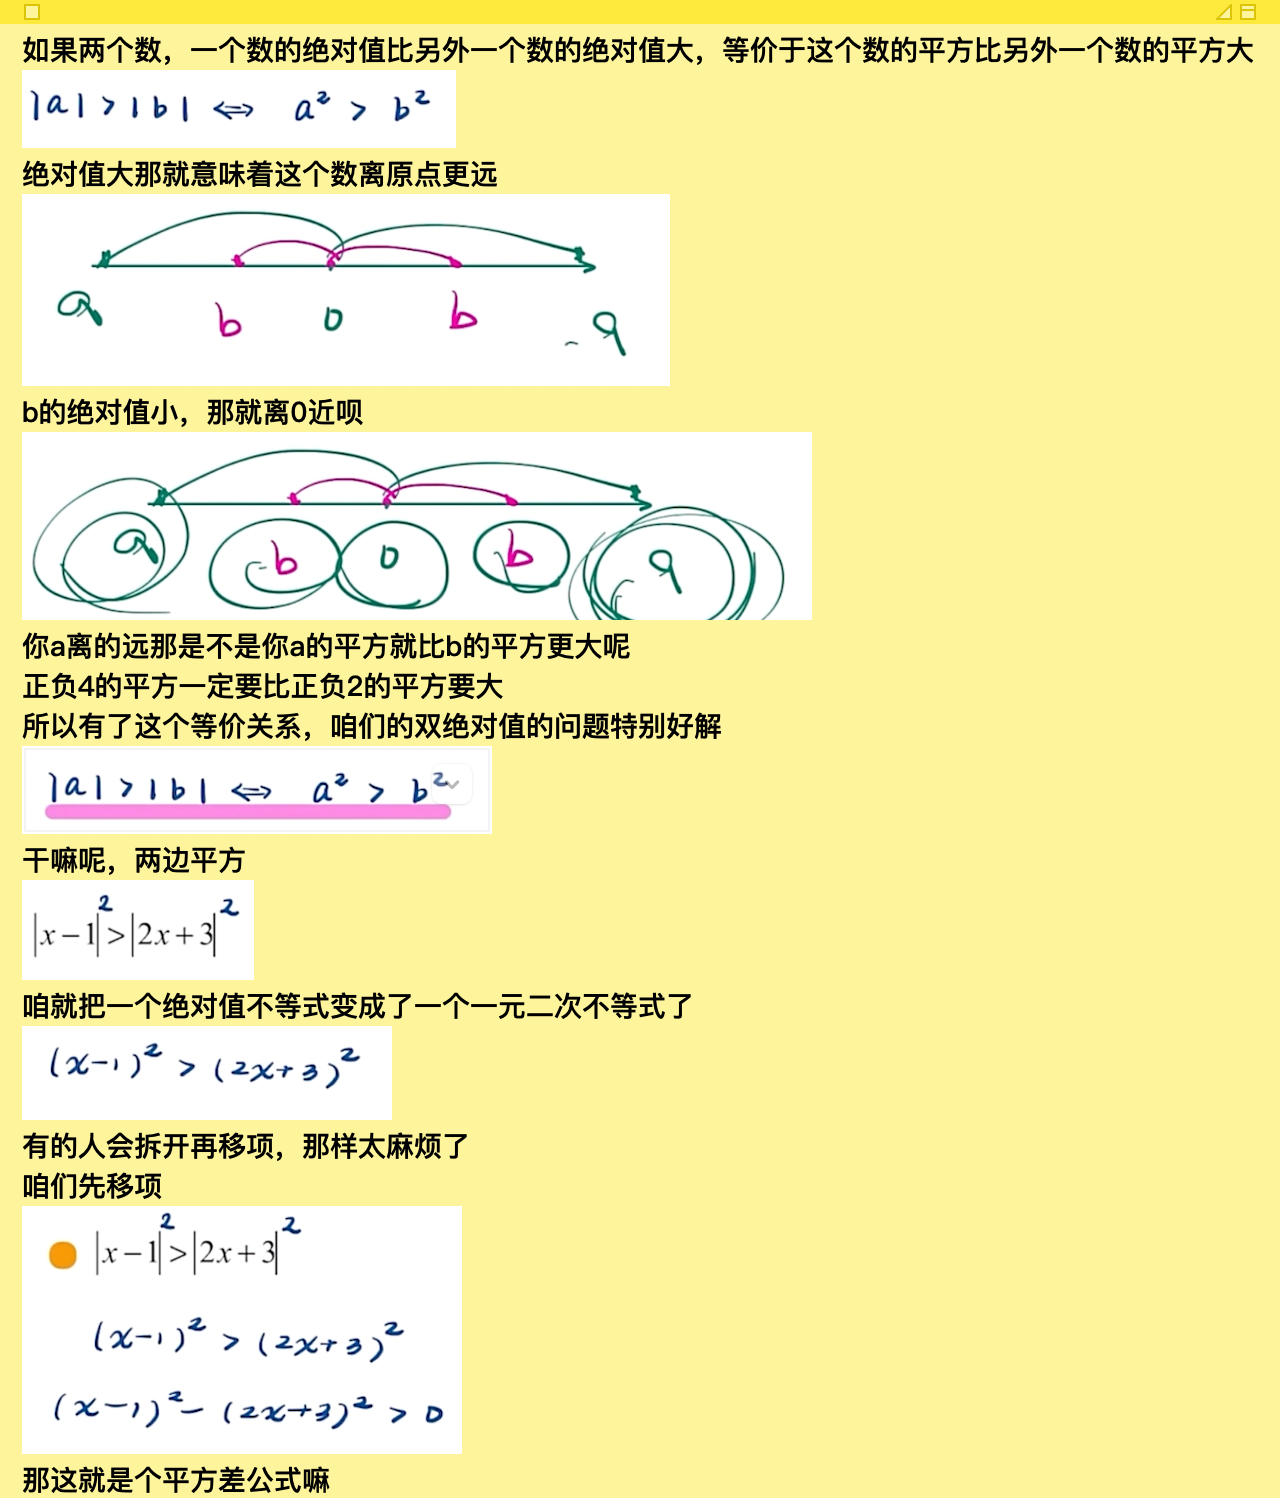 如果两个数，一个数的绝对值比另外一个数的绝对值大，等价于这个数的平方比另外一个数的平方大
|a|>|b| ⟺ a² > b²
绝对值大那就意味着这个数离原点更远
a b 0 b a
b的绝对值小，那就离0近呗
a b 0 b a
你a离的远那是不是你a的平方就比b的平方更大呢
正负4的平方一定要比正负2的平方要大
所以有了这个等价关系，咱们的双绝对值的问题特别好解
|a|>|b| ⟺ a² > b²
干嘛呢，两边平方
|x−1|²>|2x+3|²
咱就把一个绝对值不等式变成了一个一元二次不等式了
(x−1)² > (2x+3)²
有的人会拆开再移项，那样太麻烦了
咱们先移项
|x−1|²>|2x+3|²
(x−1)² > (2x+3)²
(x−1)²−(2x+3)² > 0
那这就是个平方差公式嘛